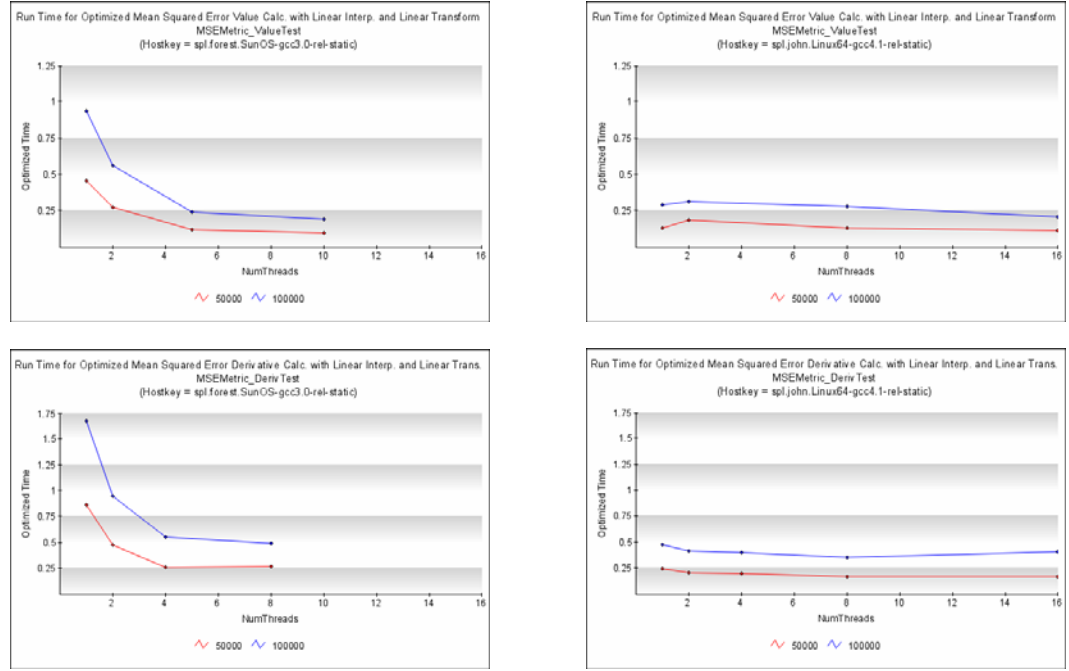 Run Time for Optimized Mean Squared Error Value Calc. with Linear Interp. and Linear Transform
MSEMetric_ValueTest
(Hostkey = spl.forest.SunOS-gcc3.0-rel-static)
1.25
1
0.75
0.5
0.25
Optimized Time
2 4 6 8 10 12 14 16
NumThreads
50000 100000
Run Time for Optimized Mean Squared Error Value Calc. with Linear Interp. and Linear Transform
MSEMetric_ValueTest
(Hostkey = spl.john.Linux64-gcc4.1-rel-static)
1.25
1
0.75
0.5
0.25
Optimized Time
2 4 6 8 10 12 14 16
NumThreads
50000 100000
Run Time for Optimized Mean Squared Error Derivative Calc. with Linear Interp. and Linear Trans.
MSEMetric_DerivTest
(Hostkey = spl.forest.SunOS-gcc3.0-rel-static)
1.75
1.5
1.25
1
0.75
0.5
0.25
Optimized Time
2 4 6 8 10 12 14 16
NumThreads
50000 100000
Run Time for Optimized Mean Squared Error Derivative Calc. with Linear Interp. and Linear Trans.
MSEMetric_DerivTest
(Hostkey = spl.john.Linux64-gcc4.1-rel-static)
1.75
1.5
1.25
1
0.75
0.5
0.25
Optimized Time
2 4 6 8 10 12 14 16
NumThreads
50000 100000